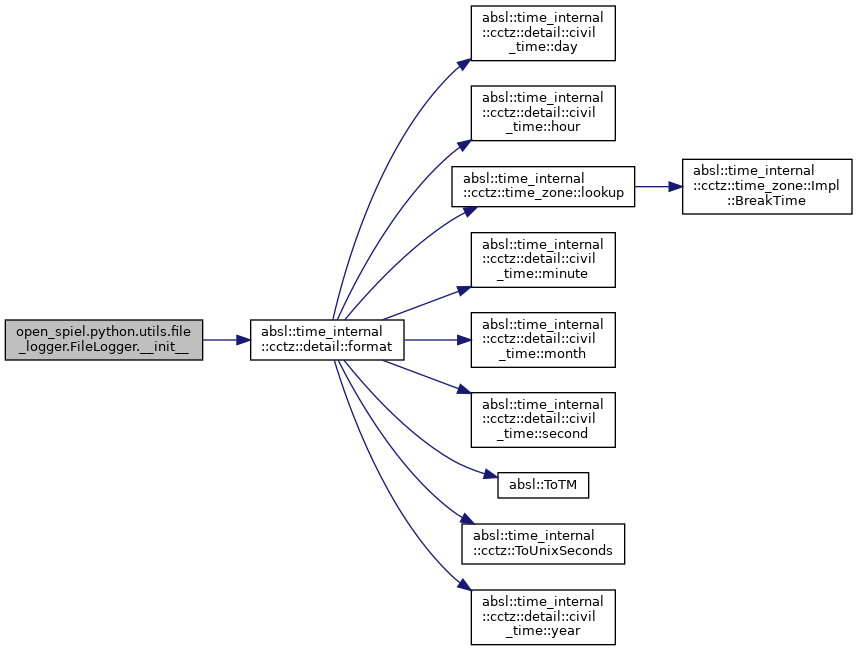 absl::time_internal
::cctz::detail::civil
_time::day
absl::time_internal
::cctz::detail::civil
_time::hour
absl::time_internal
::cctz::time_zone::lookup
absl::time_internal
::cctz::time_zone::Impl
::BreakTime
absl::time_internal
::cctz::detail::civil
_time::minute
open_spiel.python.utils.file
_logger.FileLogger.__init__
absl::time_internal
::cctz::detail::format
absl::time_internal
::cctz::detail::civil
_time::month
absl::time_internal
::cctz::detail::civil
_time::second
absl::ToTM
absl::time_internal
::cctz::ToUnixSeconds
absl::time_internal
::cctz::detail::civil
_time::year